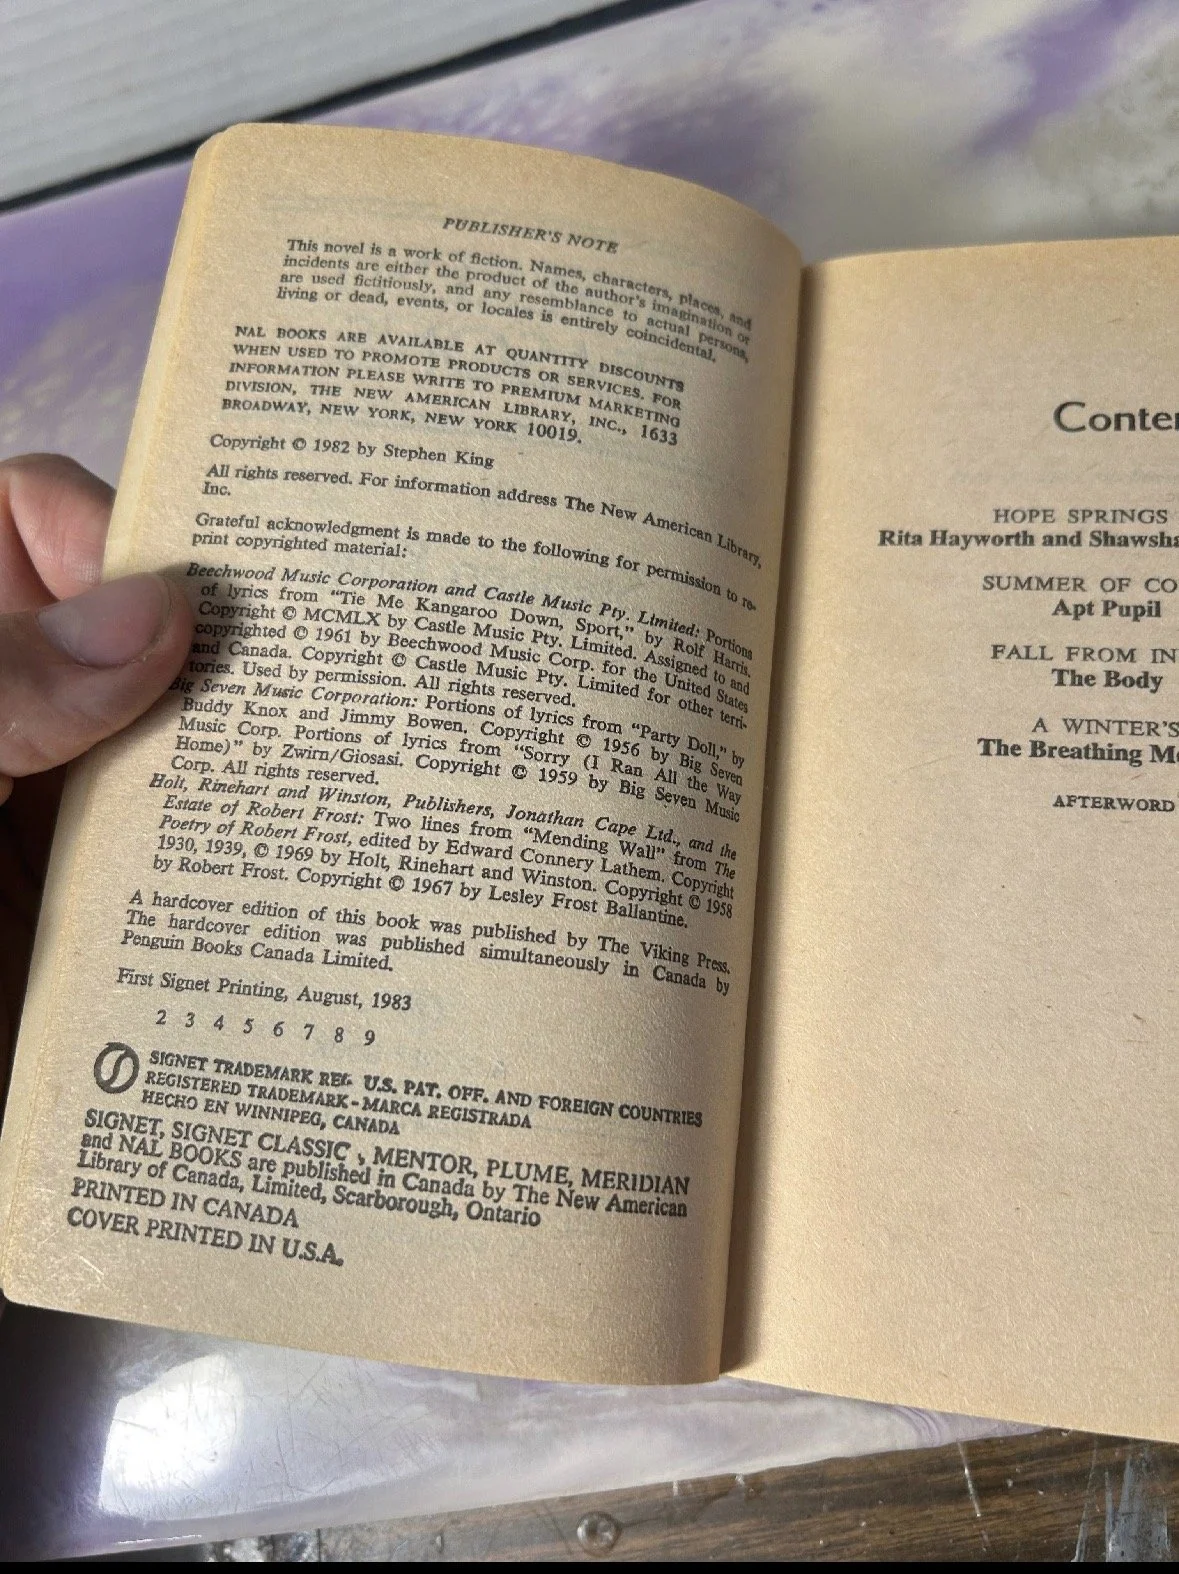 PUBLISHER'S NOTE
This novel is a work of fiction. Names, characters, places, and
incidents are either the product of the author's imagination or
are used fictitiously, and any resemblance to actual persons,
living or dead, events, or locales is entirely coincidental.
NAL BOOKS ARE AVAILABLE AT QUANTITY DISCOUNTS
WHEN USED TO PROMOTE PRODUCTS OR SERVICES. FOR
INFORMATION PLEASE WRITE TO PREMIUM MARKETING
DIVISION, THE NEW AMERICAN LIBRARY, INC., 1633
BROADWAY, NEW YORK, NEW YORK 10019.
Copyright © 1982 by Stephen King
All rights reserved. For information address The New American Library,
Inc.
Grateful acknowledgment is made to the following for permission to re-
print copyrighted material:
Beechwood Music Corporation and Castle Music Pty. Limited: Portions
of lyrics from "Tie Me Kangaroo Down, Sport," by Rolf Harris.
Copyright © MCMLX by Castle Music Pty. Limited. Assigned to and
copyrighted © 1961 by Beechwood Music Corp. for the United States
and Canada. Copyright © Castle Music Pty. Limited for other terri-
tories. Used by permission. All rights reserved.
Big Seven Music Corporation: Portions of lyrics from "Party Doll," by
Buddy Knox and Jimmy Bowen. Copyright © 1956 by Big Seven
Music Corp. Portions of lyrics from "Sorry (I Ran All the Way
Home)" by Zwirn/Giosasi. Copyright © 1959 by Big Seven Music
Corp. All rights reserved.
Holt, Rinehart and Winston, Publishers, Jonathan Cape Ltd., and the
Estate of Robert Frost: Two lines from "Mending Wall" from The
Poetry of Robert Frost, edited by Edward Connery Lathem. Copyright
1930, 1939, © 1969 by Holt, Rinehart and Winston. Copyright © 1958
by Robert Frost. Copyright © 1967 by Lesley Frost Ballantine.
A hardcover edition of this book was published by The Viking Press.
The hardcover edition was published simultaneously in Canada by
Penguin Books Canada Limited.
First Signet Printing, August, 1983
2 3 4 5 6 7 8 9
SIGNET TRADEMARK REG. U.S. PAT. OFF. AND FOREIGN COUNTRIES
REGISTERED TRADEMARK-MARCA REGISTRADA
HECHO EN WINNIPEG, CANADA
SIGNET, SIGNET CLASSIC, MENTOR, PLUME, MERIDIAN
and NAL BOOKS are published in Canada by The New American
Library of Canada, Limited, Scarborough, Ontario
PRINTED IN CANADA
COVER PRINTED IN U.S.A.
Conten
HOPE SPRINGS
Rita Hayworth and Shawsha
SUMMER OF CO
Apt Pupil
FALL FROM IN
The Body
A WINTER'S
The Breathing Me
AFTERWORD